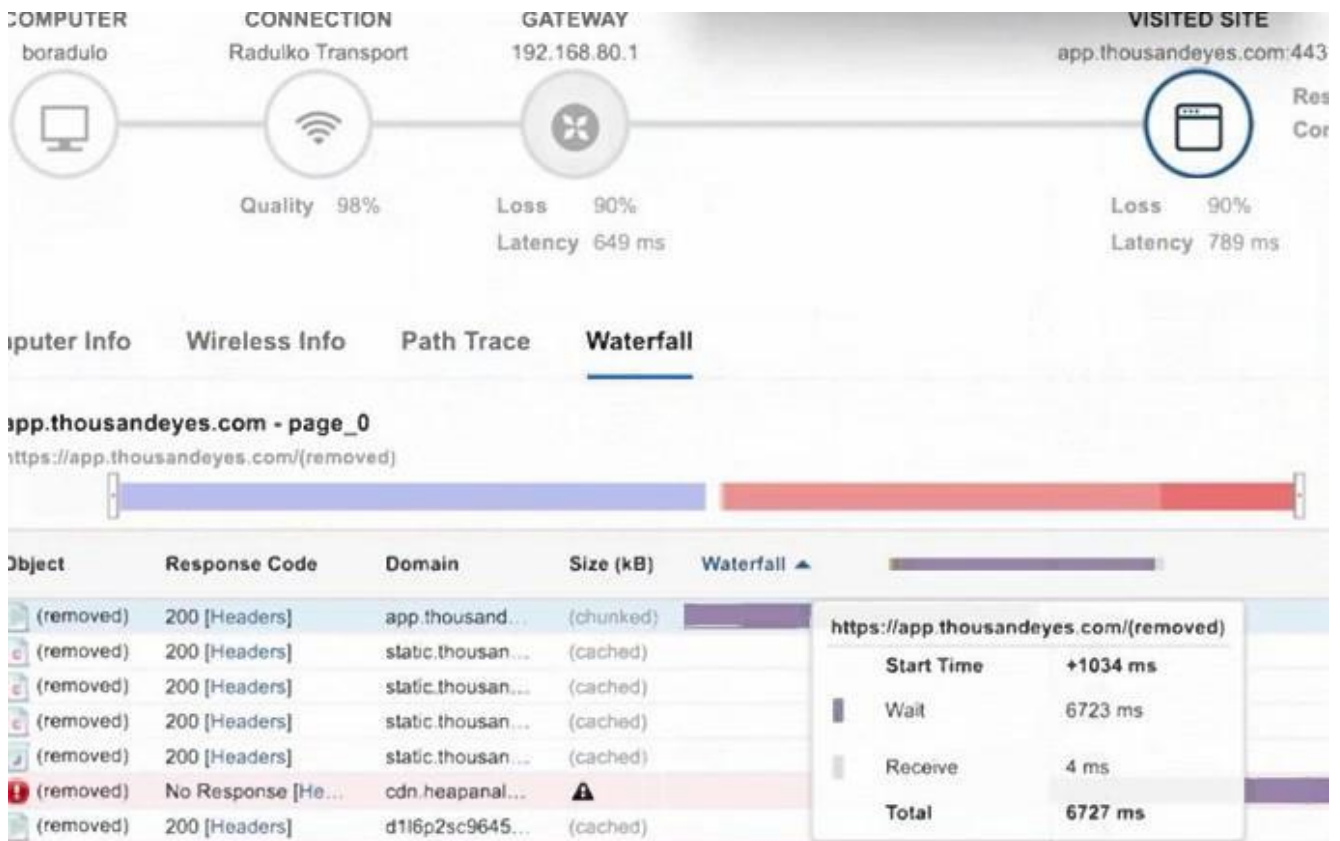 COMPUTER CONNECTION GATEWAY VISITED SITE
boradulo Radulko Transport 192.168.80.1 app.thousandeyes.com:443
Res
Cor
Quality 98% Loss 90% Loss 90%
Latency 649 ms Latency 789 ms
puter Info Wireless Info Path Trace Waterfall
app.thousandeyes.com - page_0
https://app.thousandeyes.com/(removed)
Object Response Code Domain Size (kB) Waterfall
(removed) 200 [Headers] app.thousand... (chunked)
(removed) 200 [Headers] static.thousan... (cached)
(removed) 200 [Headers] static.thousan... (cached)
(removed) 200 [Headers] static.thousan... (cached)
(removed) 200 [Headers] static.thousan... (cached)
(removed) No Response [He... cdn.heapanal...
(removed) 200 [Headers] d1l6p2sc9645... (cached)
https://app.thousandeyes.com/(removed)
Start Time +1034 ms
Wait 6723 ms
Receive 4 ms
Total 6727 ms